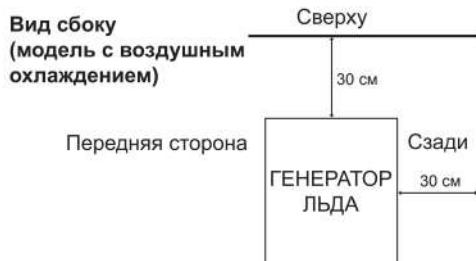 Вид сбоку
(модель с воздушным
охлаждением)
Сверху
30 см
Передняя сторона
Сзади
ГЕНЕРАТОР
ЛЬДА
30 см